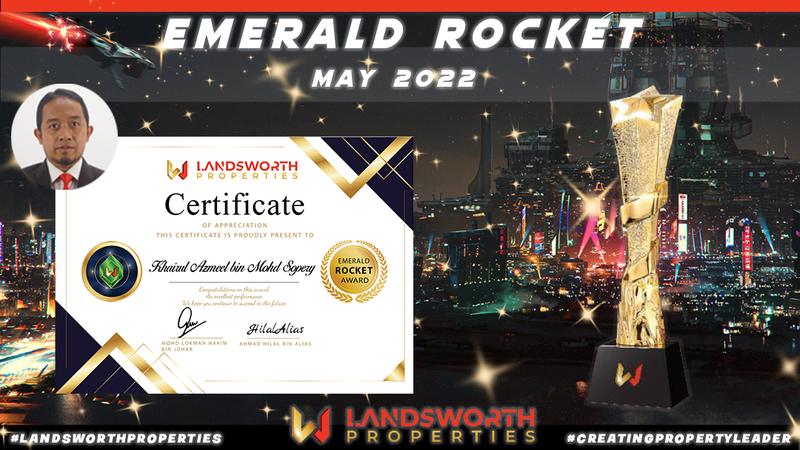 EMERALD ROCKET
MAY 2022
LANDSWORTH
PROPERTIES
Certificate
OF APPRECIATION
THIS CERTIFICATE IS PROUDLY PRESENT TO
Khairul Azmeel bin Mohd Sopery
EMERALD
ROCKET
AWARD
Congratulations on this award
An excellent performance
We hope you continue to succeed in the future
HilalAlias
MOHD LOKMAN HAKIM
BIN JOHAR
AHMAD HILAL BIN ALIAS
LANDSWORTH
PROPERTIES
#LANDSWORTHPROPERTIES
#CREATINGPROPERTYLEADER